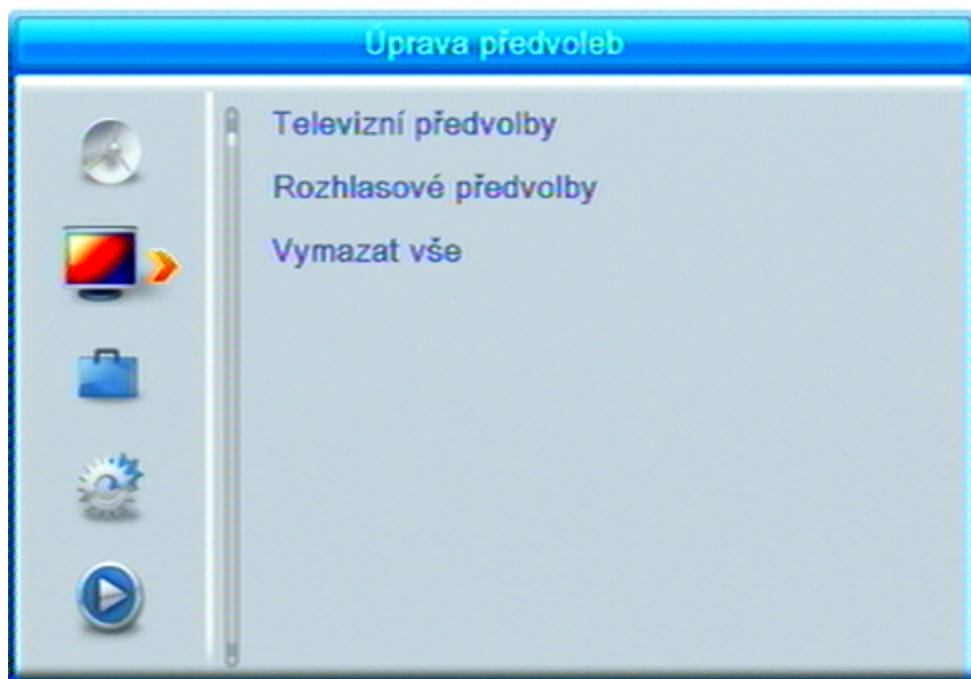 Úprava předvoleb
Televizní předvolby
Rozhlasové předvolby
Vymazat vše